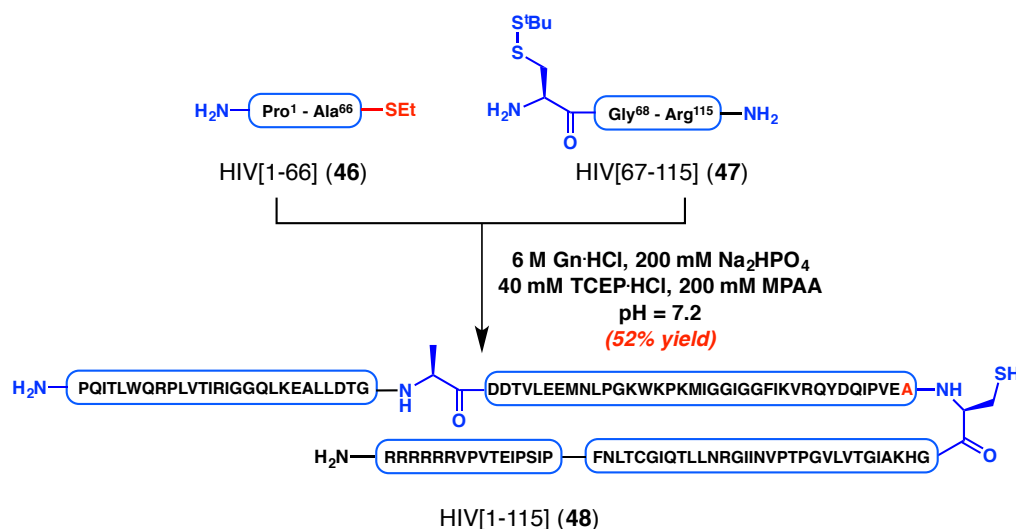 StBu
S
H2N Pro1 - Ala66 SEt
H2N O Gly68 - Arg115 NH2
HIV[1-66] (46) HIV[67-115] (47)
6 M Gn·HCl, 200 mM Na2HPO4
40 mM TCEP·HCl, 200 mM MPAA
pH = 7.2
(52% yield)
H2N PQITLWQRPLVTIRIGGQLKEALLDTG N H O DDTVLEEMNLPGKWKPKMIGGIGGFIKVRQYDQIPVEA NH SH
H2N RRRRRRVPVTEIPSIP FNLTCGIQTLLNRGIINVPTPGVLVTGIAKHG O
HIV[1-115] (48)